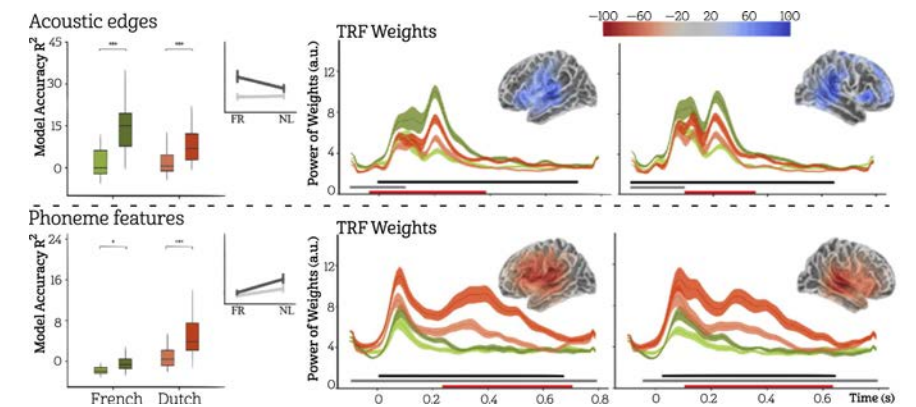 Acoustic edges
Model Accuracy R²
45
30
15
0
***
***
FR NL
TRF Weights
Power of Weights (a.u.)
12
8
4
-100 -60 -20 20 60 100
Phoneme features
Model Accuracy R²
24
16
8
0
*
***
French Dutch
FR NL
TRF Weights
Power of Weights (a.u.)
12
8
4
0 0.2 0.4 0.6 0.8
0 0.2 0.4 0.6 Time (s)